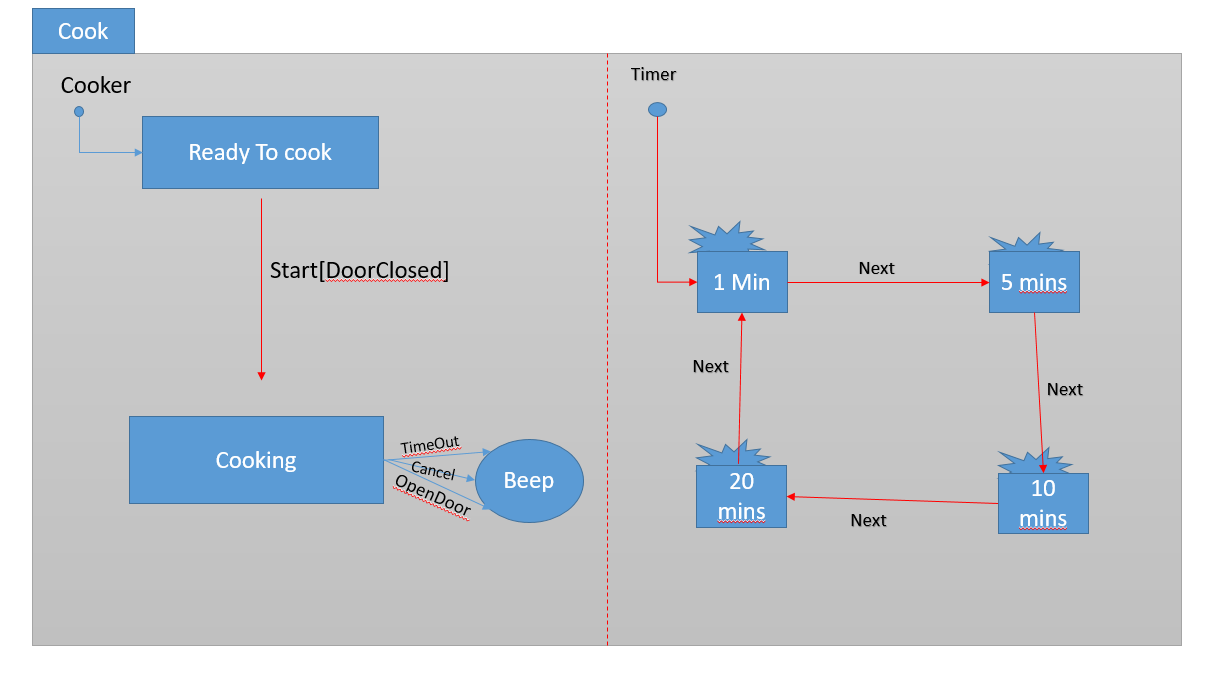 Cook
Cooker
Ready To cook
Start[DoorClosed]
Cooking
TimeOut
Cancel
OpenDoor
Beep
Timer
1 Min
Next
5 mins
Next
Next
20
mins
10
mins
Next